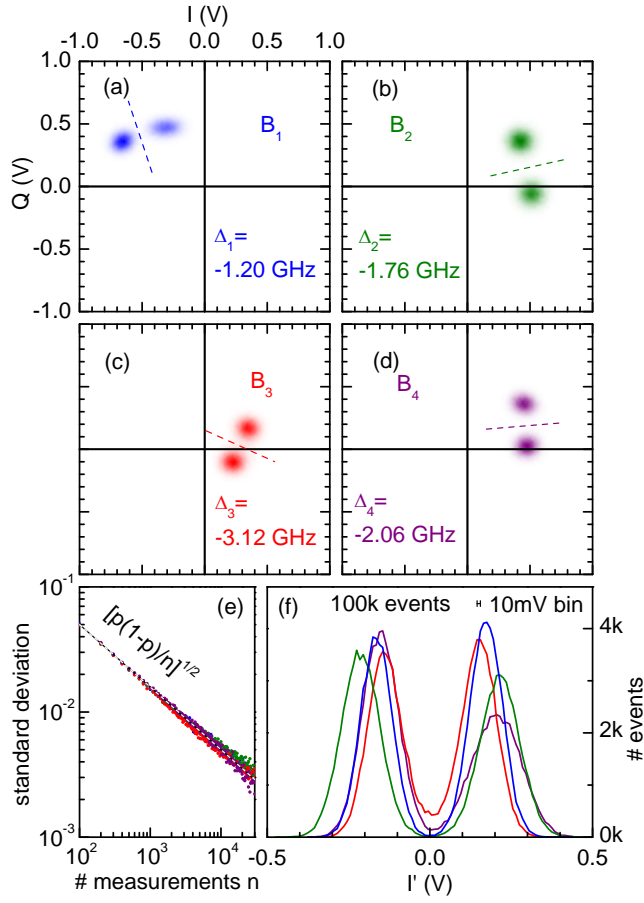 I (V)
-1.0 -0.5 0.0 0.5 1.0
Q (V)
1.0
0.5
0.0
-0.5
-1.0
(a)
B1
Δ1=
-1.20 GHz
(b)
B2
Δ2=
-1.76 GHz
(c)
B3
Δ3=
-3.12 GHz
(d)
B4
Δ4=
-2.06 GHz
(e)
[p(1-p)/n]^1/2
standard deviation
10^-1
10^-2
10^-3
10^2 10^3 10^4
# measurements n
(f) 100k events H 10mV bin
4k
2k
0k
# events
-0.5 0.0 0.5
I' (V)